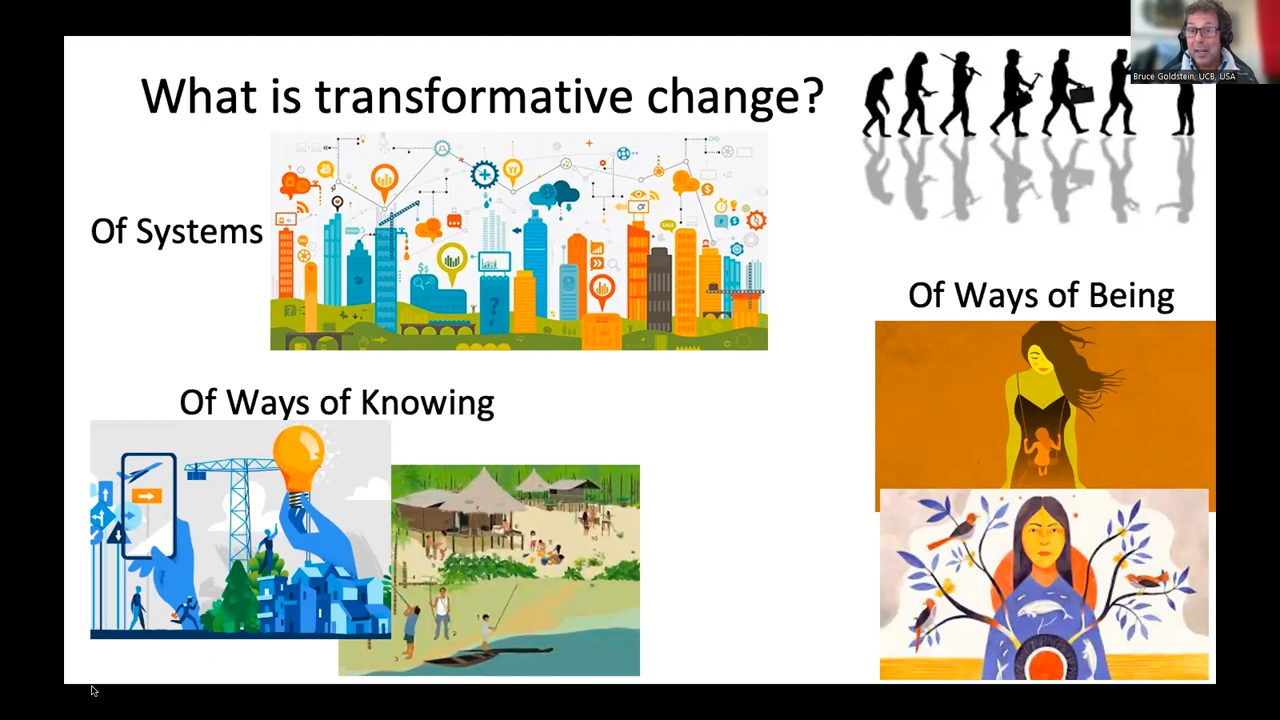 What is transformative change?
Bruce Goldstein, UCB, USA
Of Systems
Of Ways of Being
Of Ways of Knowing